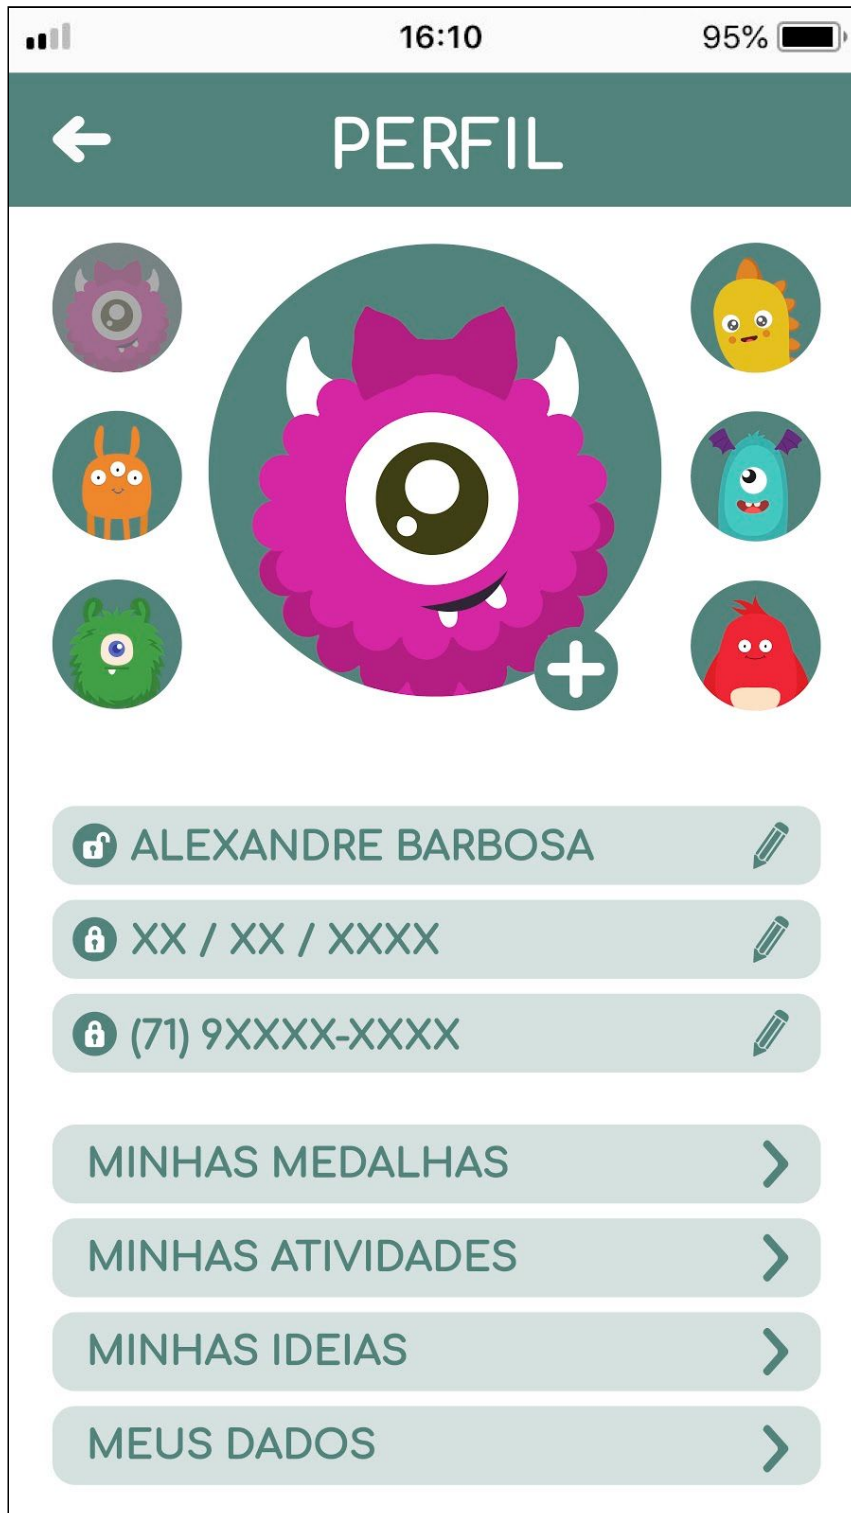 16:10 95%
PERFIL
ALEXANDRE BARBOSA
XX / XX / XXXX
(71) 9XXXX-XXXX
MINHAS MEDALHAS
MINHAS ATIVIDADES
MINHAS IDEIAS
MEUS DADOS